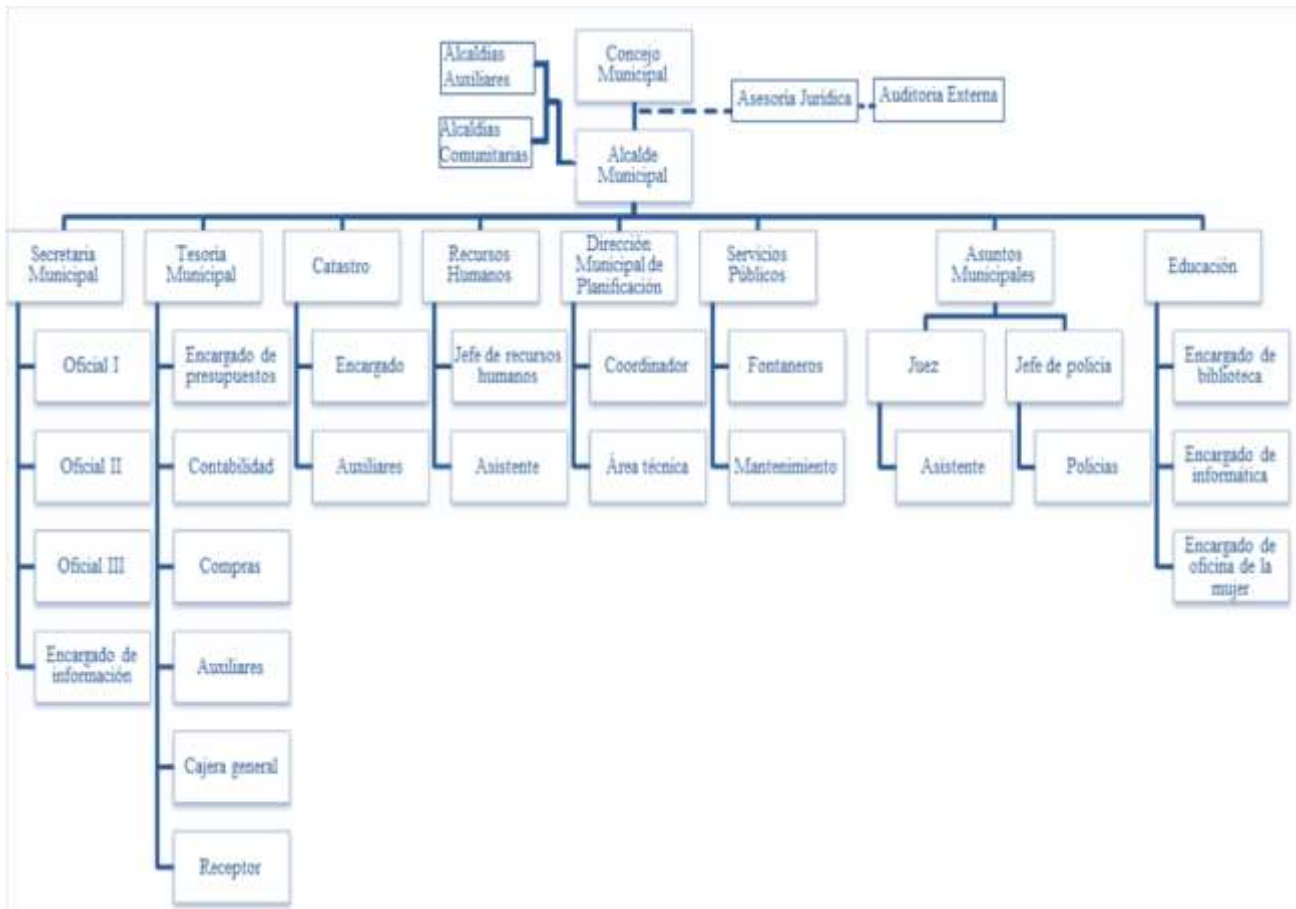 Concejo
Municipal
Alcaldías
Auxiliares
Alcaldías
Comunitarias
Asesoría Jurídica
Auditoria Externa
Alcalde
Municipal
Secretaria
Municipal
Tesoria
Municipal
Catastro
Recursos
Humanos
Dirección
Municipal de
Planificación
Servicios
Públicos
Asuntos
Municipales
Educación
Oficial I
Oficial II
Oficial III
Encargado de
información
Encargado de
presupuestos
Contabilidad
Compras
Auxiliares
Cajera general
Receptor
Encargado
Auxiliares
Jefe de recursos
humanos
Asistente
Coordinador
Área técnica
Fontaneros
Mantenimiento
Juez
Asistente
Jefe de policia
Policías
Encargado de
biblioteca
Encargado de
informática
Encargado de
oficina de la
mujer